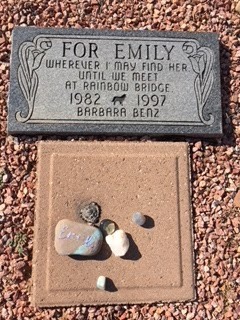 FOR EMILY
WHEREVER I MAY FIND HER
UNTIL WE MEET
AT RAINBOW BRIDGE
1982 1997
BARBARA BENZ